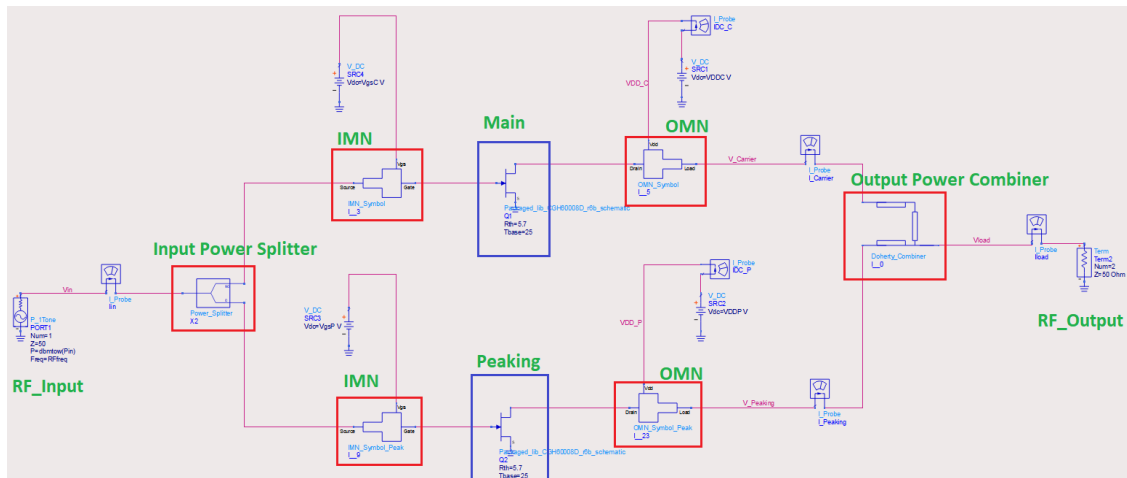 I_Probe
IDC_C
V_DC
SRC4
Vdc=VgsC V
V_DC
SRC1
Vdc=VDDC V
VDD_C
IMN
Main
OMN
Vgs
Source
Gate
IMN_Symbol
I__3
Packaged_lib_CGH60008D_r6b_schematic
Q1
Rth=5.7
Tbase=25
Vdd
Drain
Load
OMN_Symbol
I__5
V_Carrier
I_Probe
I_Carrier
Output Power Combiner
Doherty_Combiner
I__0
Vload
I_Probe
Iload
Term
Term2
Num=2
Z=50 Ohm
RF_Output
Input Power Splitter
Power_Splitter
X2
Vin
I_Probe
Iin
P_1Tone
PORT1
Num=1
Z=50
P=dbmtow(Pin)
Freq=RFfreq
RF_Input
V_DC
SRC3
Vdc=VgsP V
I_Probe
IDC_P
V_DC
SRC2
Vdc=VDDP V
VDD_P
IMN
Peaking
OMN
Vgs
Source
Gate
IMN_Symbol_Peak
I__9
Packaged_lib_CGH60008D_r6b_schematic
Q2
Rth=5.7
Tbase=25
Vdd
Drain
Load
OMN_Symbol_Peak
I__23
V_Peaking
I_Probe
I_Peaking